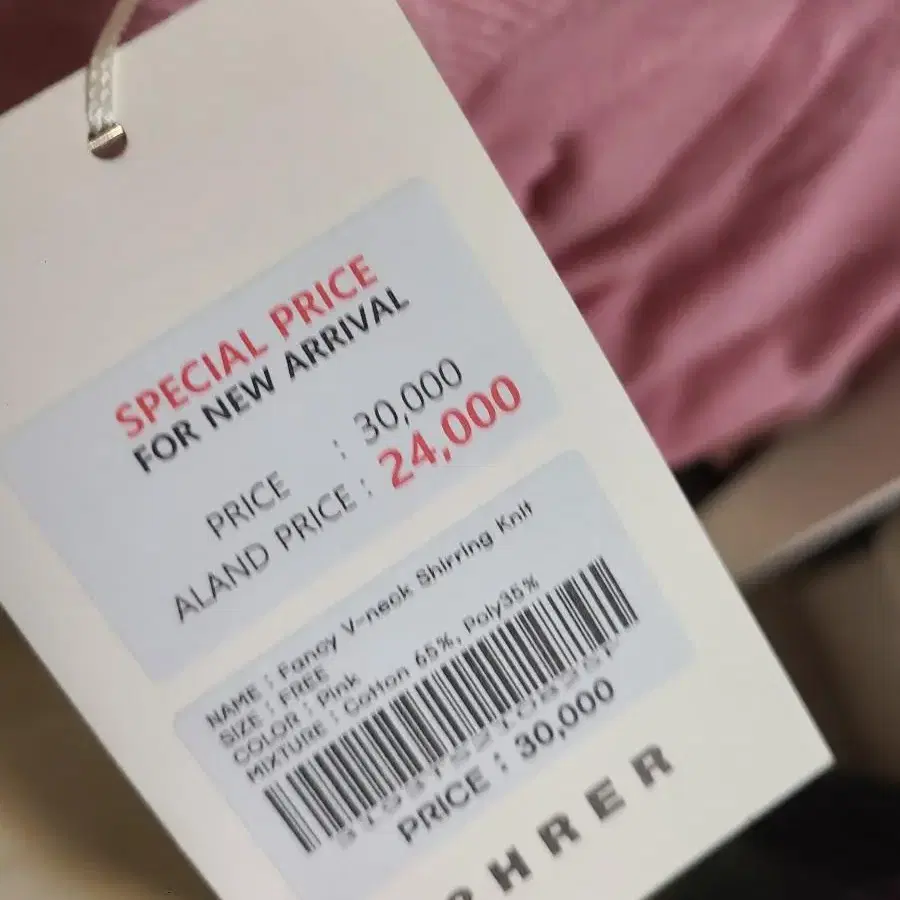 SPECIAL PRICE
FOR NEW ARRIVAL
PRICE : 30,000
ALAND PRICE : 24,000
NAME : Fancy V-neck Shirring Knit
SIZE : FREE
COLOR : Pink
MIXTURE : Cotton 65%, Poly35%
PRICE : 30,000